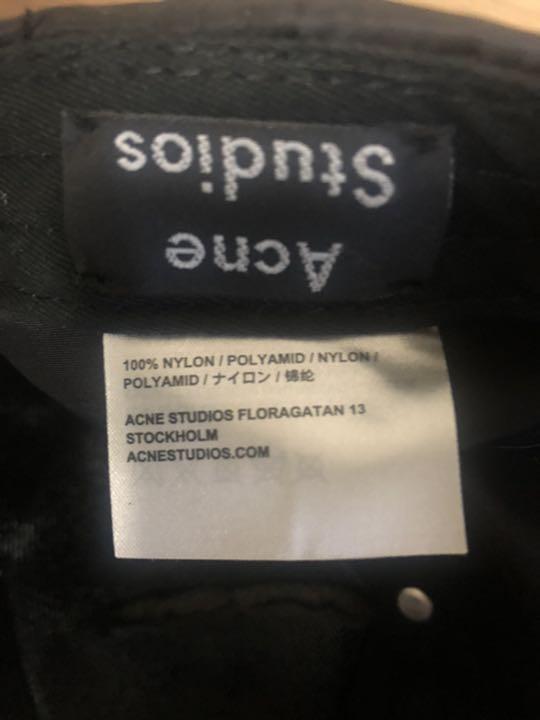 Acne
Studios
100% NYLON / POLYAMID / NYLON /
POLYAMID / ナイロン / 锦纶
ACNE STUDIOS FLORAGATAN 13
STOCKHOLM
ACNESTUDIOS.COM